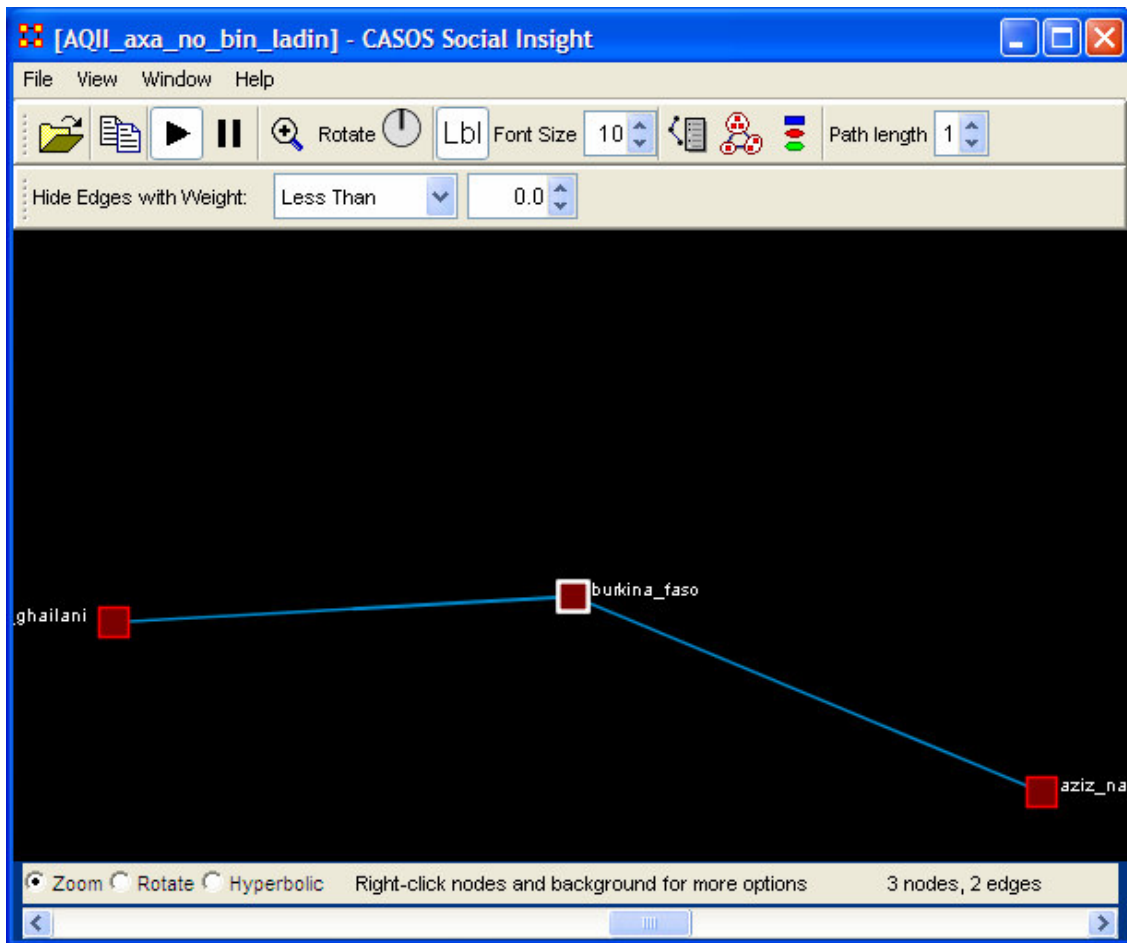 [AQII_axa_no_bin_ladin] - CASOS Social Insight
File View Window Help
Rotate Lbl Font Size 10 Path length 1
Hide Edges with Weight: Less Than 0.0
burkina_faso
_ghailani
aziz_na
Zoom Rotate Hyperbolic Right-click nodes and background for more options 3 nodes, 2 edges